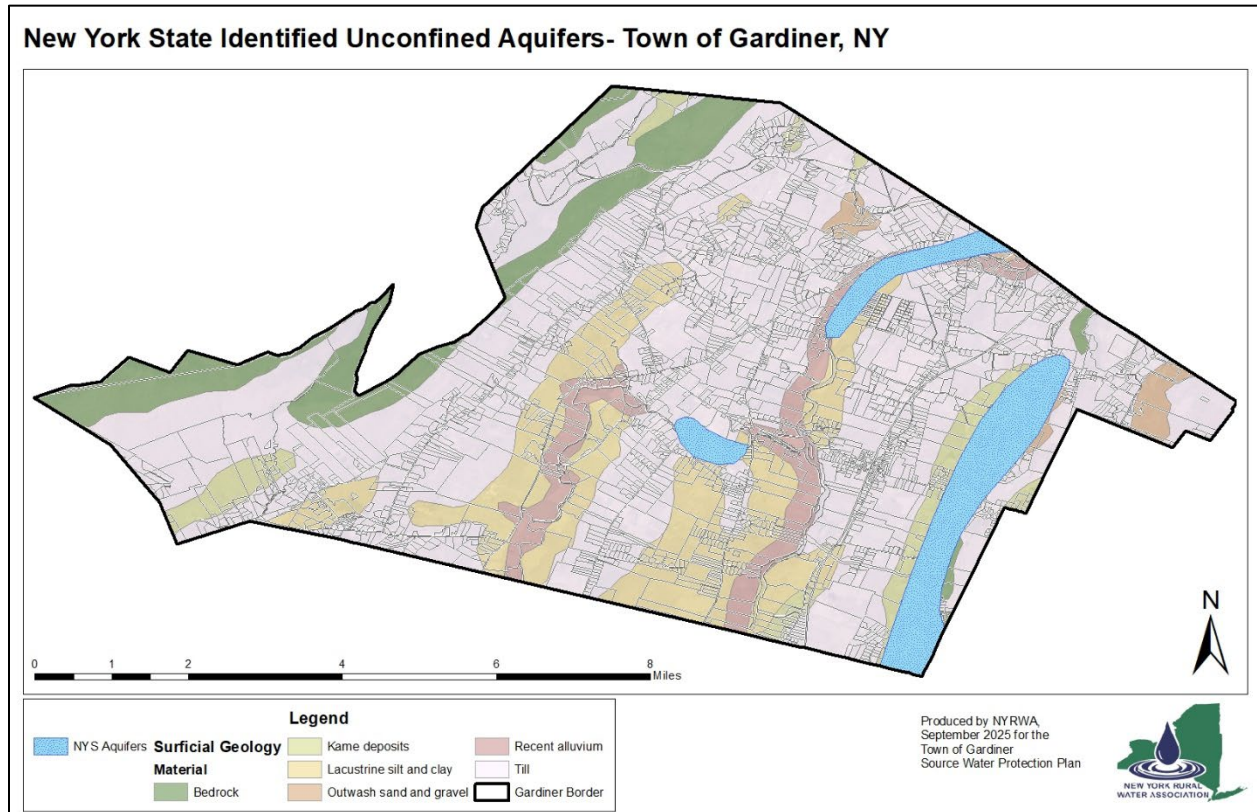 New York State Identified Unconfined Aquifers- Town of Gardiner, NY
N
0 1 2 4 6 8
Miles
Legend
NYS Aquifers
Surficial Geology
Material
Bedrock
Kame deposits
Lacustrine silt and clay
Outwash sand and gravel
Recent alluvium
Till
Gardiner Border
Produced by NYRWA,
September 2025 for the
Town of Gardiner
Source Water Protection Plan
NEW YORK RURAL
WATER ASSOCIATION